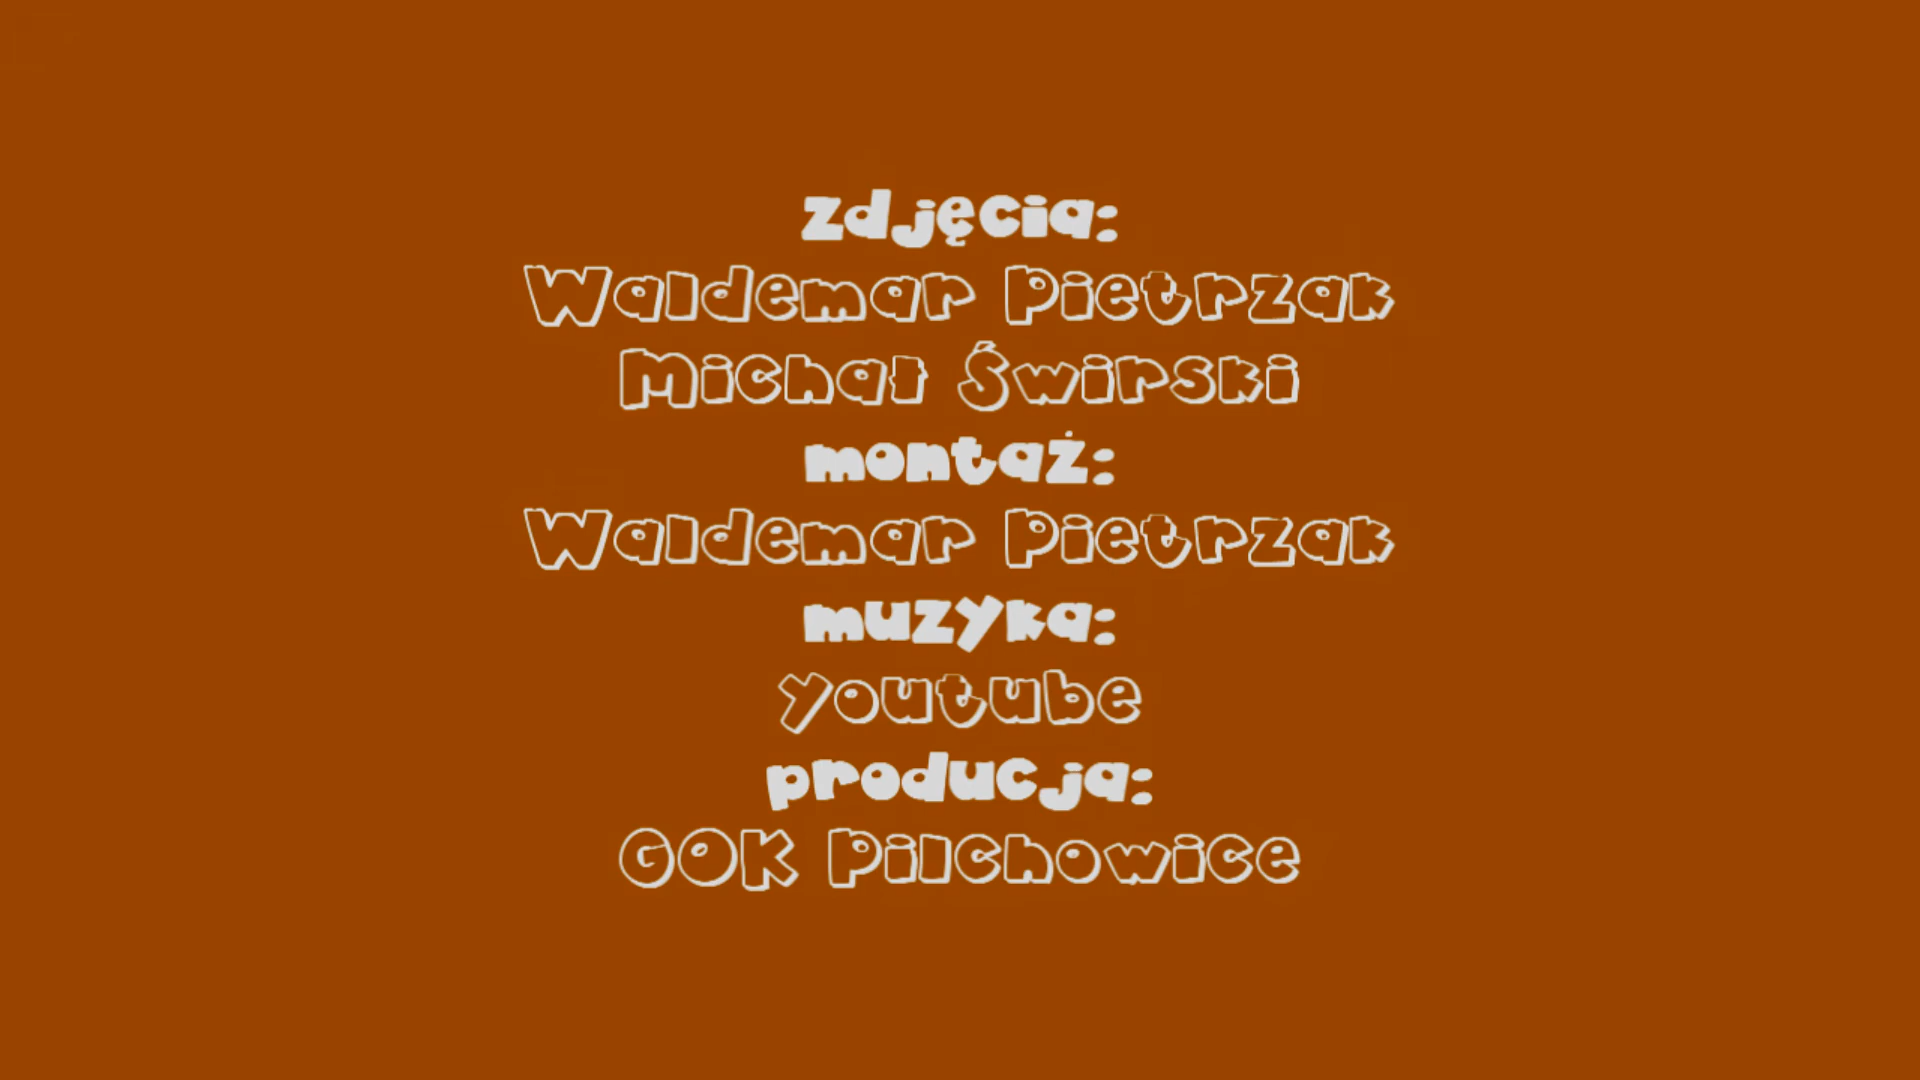 zdjęcia:
Waldemar Pietrzak
Michał Świrski
montaż:
Waldemar Pietrzak
muzyka:
youtube
producja:
GOK Pilchowice